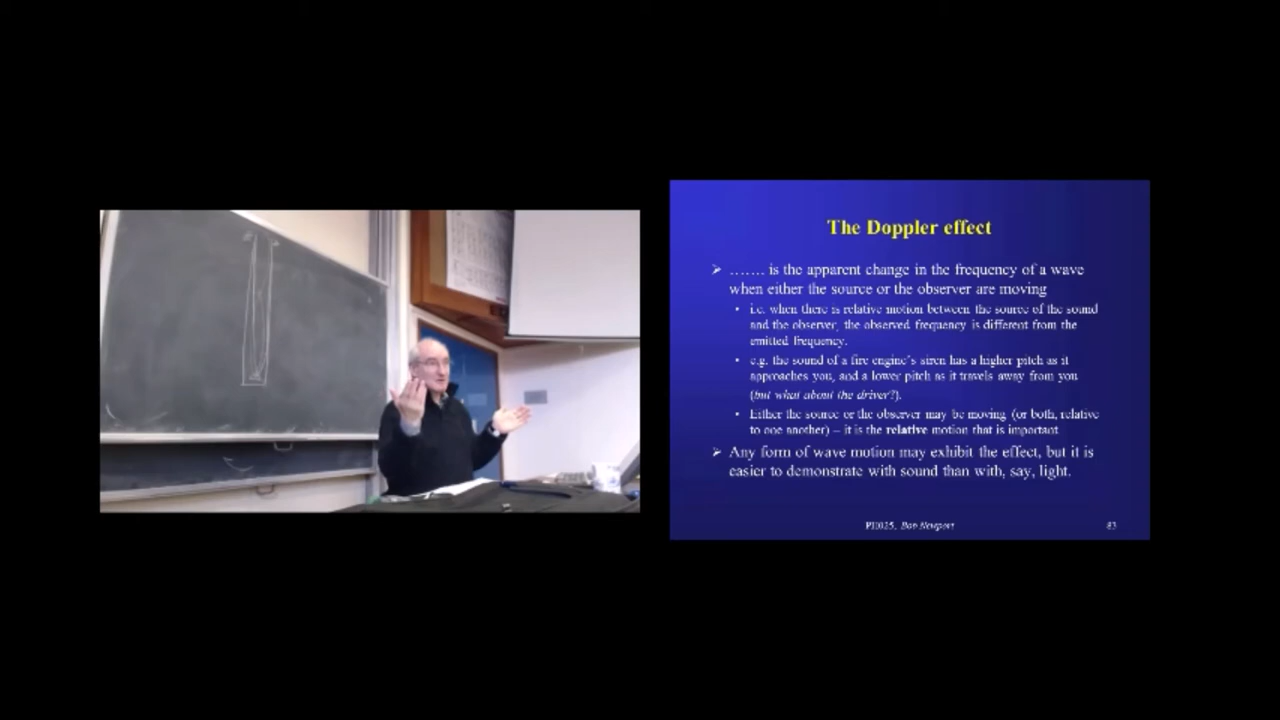 The Doppler effect
➢ ……. is the apparent change in the frequency of a wave
when either the source or the observer are moving
• i.e. when there is relative motion between the source of the sound
and the observer, the observed frequency is different from the
emitted frequency.
• e.g. the sound of a fire engine's siren has a higher pitch as it
approaches you, and a lower pitch as it travels away from you
(but what about the driver?).
• Either the source or the observer may be moving (or both, relative
to one another) – it is the relative motion that is important
➢ Any form of wave motion may exhibit the effect, but it is
easier to demonstrate with sound than with, say, light.
PH025, Bob Newport
83